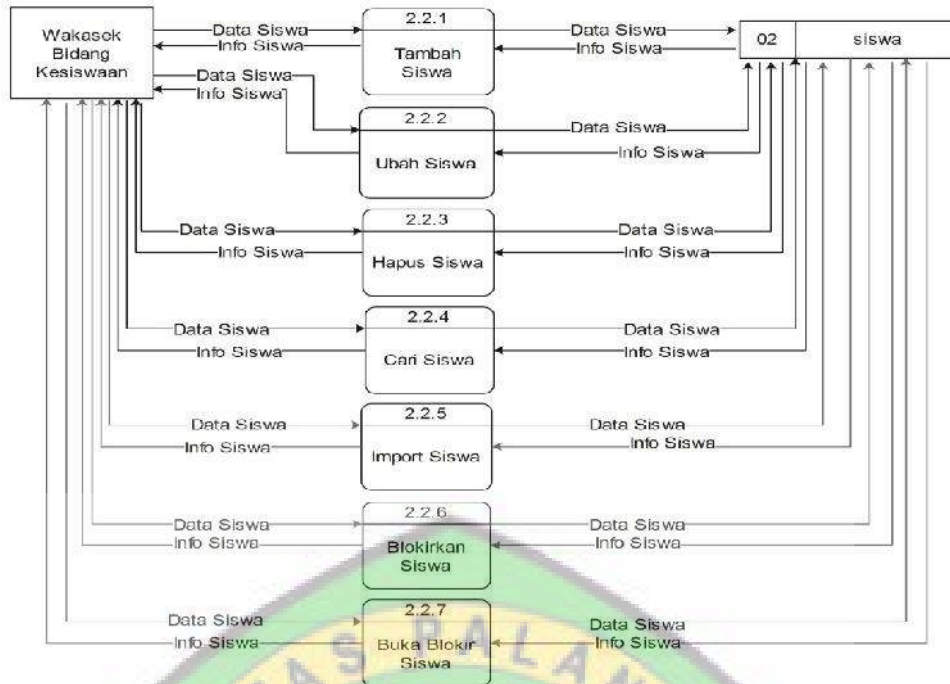 Wakasek
Bidang
Kesiswaan
Data Siswa
Info Siswa
2.2.1
Tambah
Siswa
Data Siswa
Info Siswa
02
siswa
Data Siswa
Info Siswa
2.2.2
Ubah Siswa
Data Siswa
Info Siswa
Data Siswa
Info Siswa
2.2.3
Hapus Siswa
Data Siswa
Info Siswa
Data Siswa
Info Siswa
2.2.4
Cari Siswa
Data Siswa
Info Siswa
Data Siswa
Info Siswa
2.2.5
Import Siswa
Data Siswa
Info Siswa
Data Siswa
Info Siswa
2.2.6
Blokirkan
Siswa
Data Siswa
Info Siswa
Data Siswa
Info Siswa
2.2.7
Buka Blokir
Siswa
Data Siswa
Info Siswa